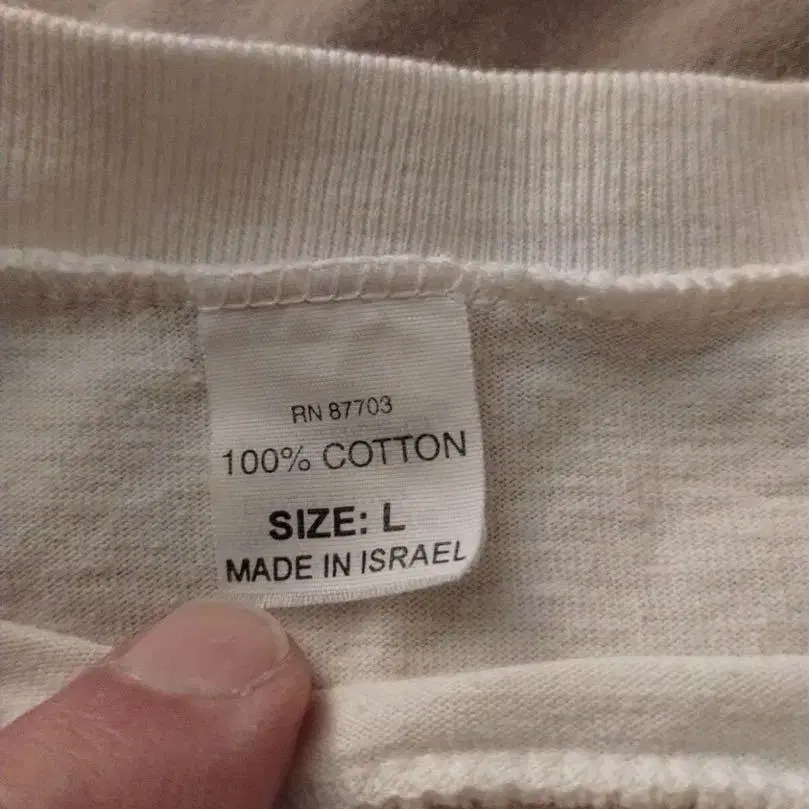 RN 87703
100% COTTON
SIZE: L
MADE IN ISRAEL